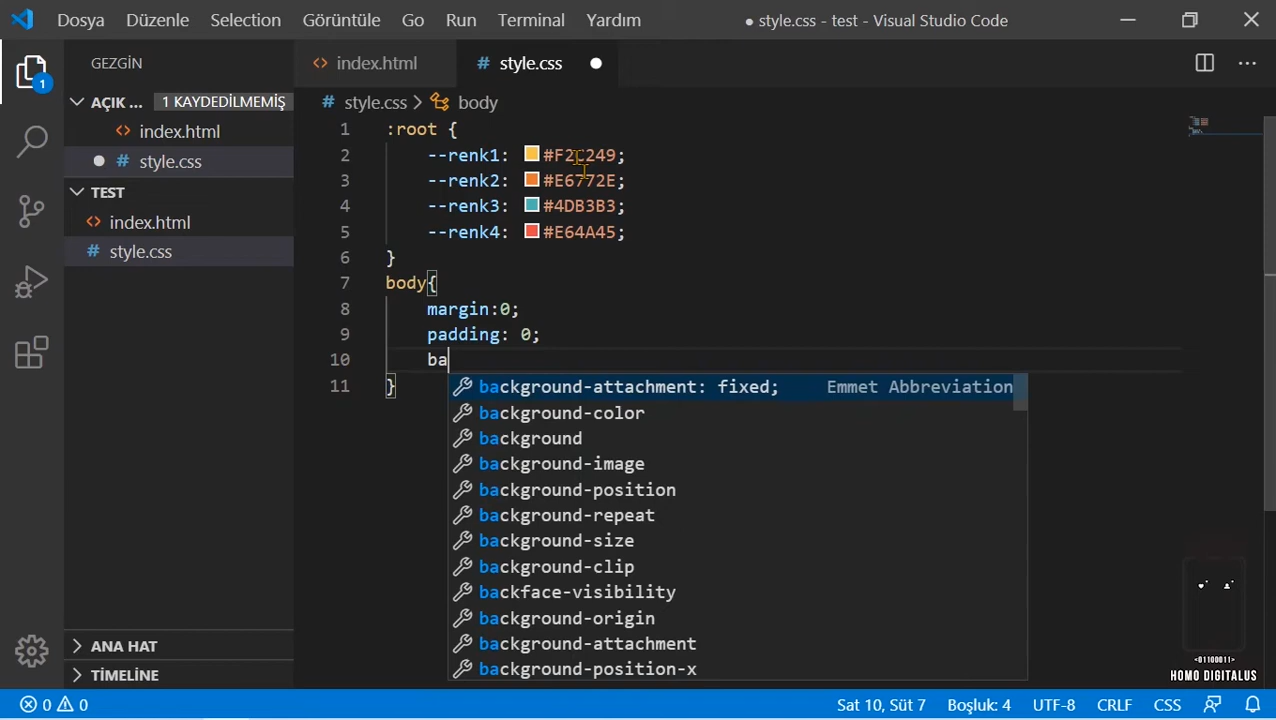 Dosya Düzenle Selection Görüntüle Go Run Terminal Yardım ● style.css - test - Visual Studio Code
GEZGİN
AÇIK ... 1 KAYDEDİLMEMİŞ
<> index.html
● # style.css
TEST
<> index.html
# style.css
ANA HAT
TİMELİNE
1
<> index.html # style.css ●
# style.css > body
1 :root {
2 --renk1: #F2C249;
3 --renk2: #E6772E;
4 --renk3: #4DB3B3;
5 --renk4: #E64A45;
6 }
7 body{
8 margin:0;
9 padding: 0;
10 ba
11 }
background-attachment: fixed; Emmet Abbreviation
background-color
background
background-image
background-position
background-repeat
background-size
background-clip
backface-visibility
background-origin
background-attachment
background-position-x
<01100011>
HOMO DIGITALUS
0 0 Sat 10, Süt 7 Boşluk: 4 UTF-8 CRLF CSS